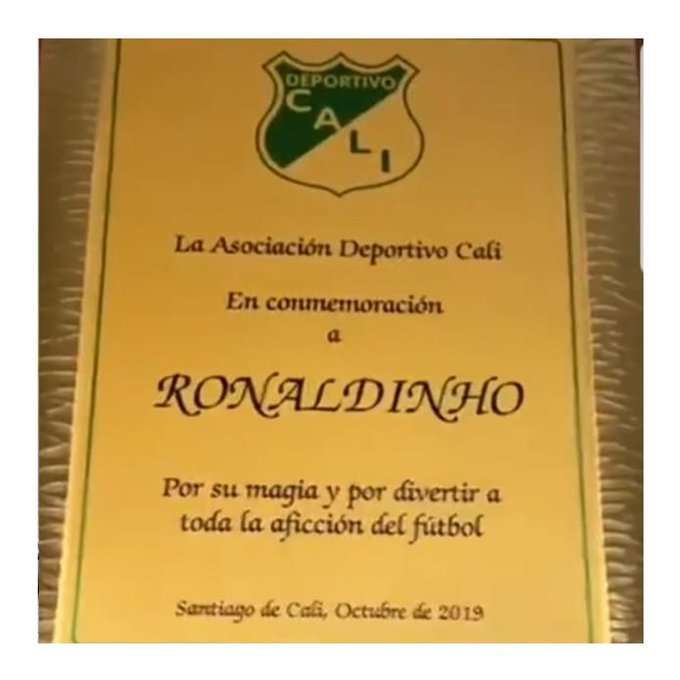 DEPORTIVO
CALI
La Asociación Deportivo Cali
En conmemoración
a
RONALDINHO
Por su magia y por divertir a
toda la aficción del fútbol
Santiago de Cali, Octubre de 2019